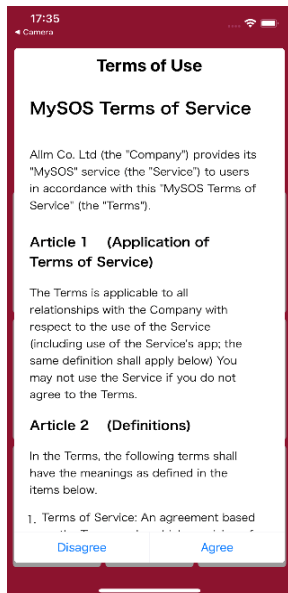 17:35
◀ Camera
Terms of Use
MySOS Terms of Service
Allm Co. Ltd (the "Company") provides its
"MySOS" service (the "Service") to users
in accordance with this "MySOS Terms of
Service" (the "Terms").
Article 1 (Application of
Terms of Service)
The Terms is applicable to all
relationships with the Company with
respect to the use of the Service
(including use of the Service's app; the
same definition shall apply below) You
may not use the Service if you do not
agree to the Terms.
Article 2 (Definitions)
In the Terms, the following terms shall
have the meanings as defined in the
items below.
1. Terms of Service: An agreement based
Disagree Agree